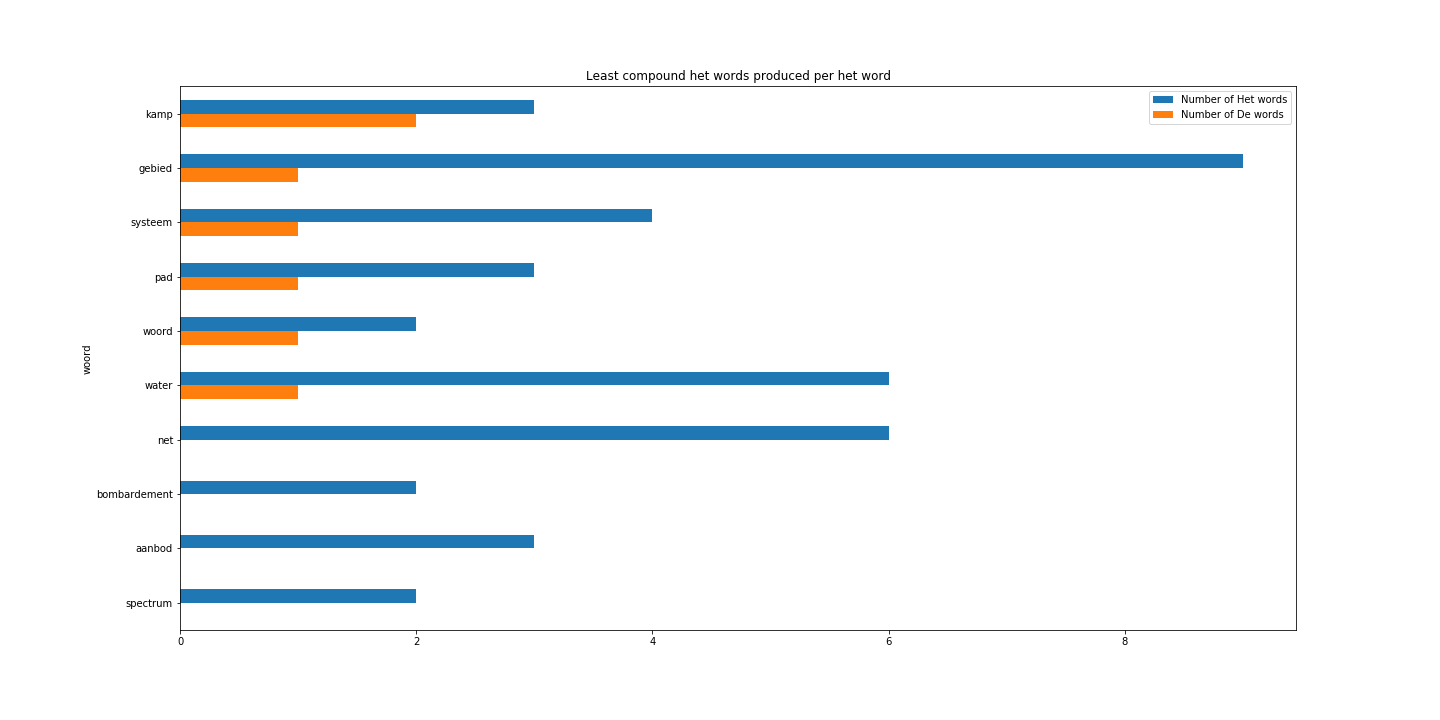 Least compound het words produced per het word
Number of Het words
Number of De words
kamp
gebied
systeem
pad
woord
water
net
bombardement
aanbod
spectrum
woord
0 2 4 6 8